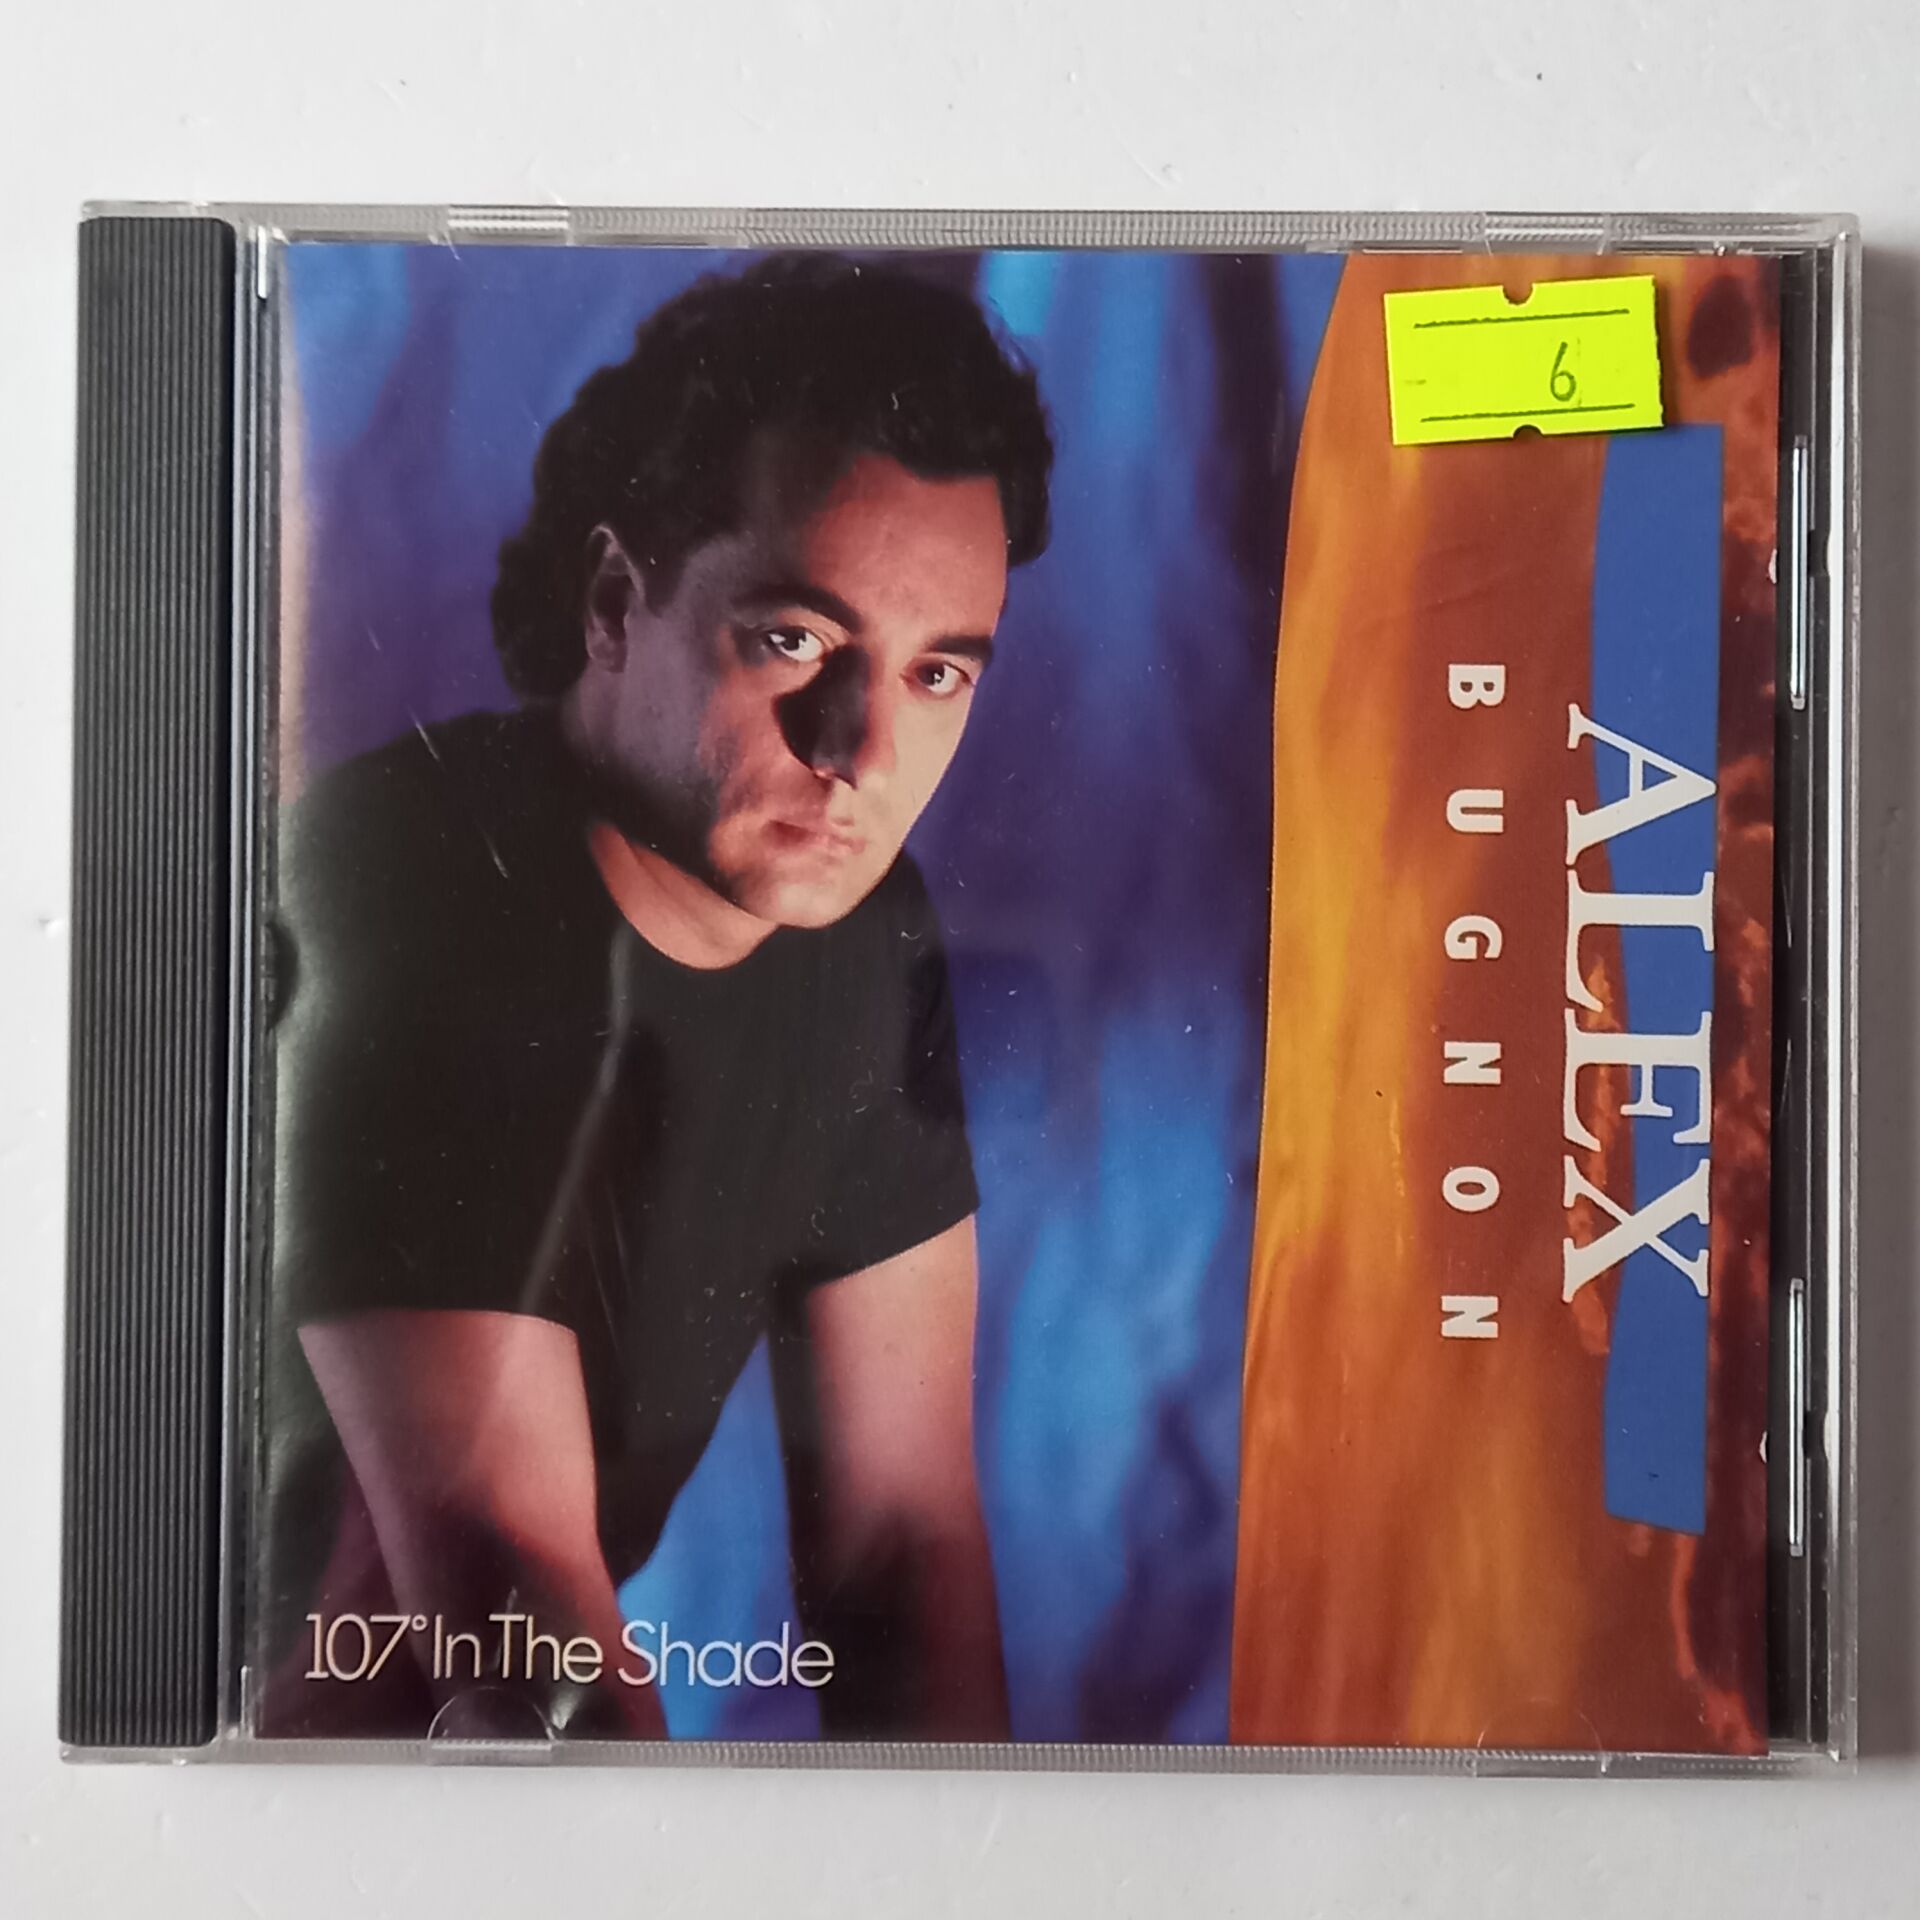 6
ALEX
BUGNON
107° In The Shade